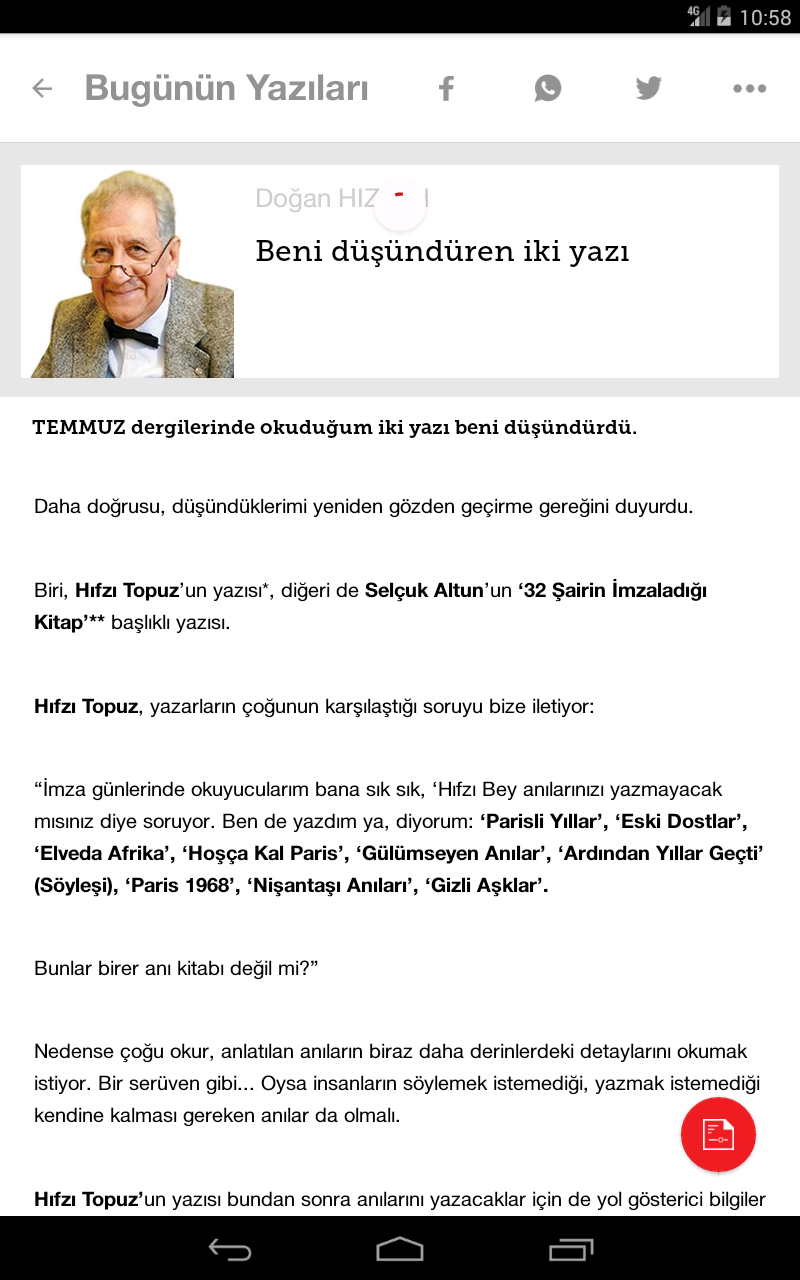 4G 10:58
Bugünün Yazıları
Doğan
Beni düşündüren iki yazı
TEMMUZ dergilerinde okuduğum iki yazı beni düşündürdü.
Daha doğrusu, düşündüklerimi yeniden gözden geçirme gereğini duyurdu.
Biri, Hıfzı Topuz’un yazısı*, diğeri de Selçuk Altun’un ‘32 Şairin İmzaladığı
Kitap’** başlıklı yazısı.
Hıfzı Topuz, yazarların çoğunun karşılaştığı soruyu bize iletiyor:
“İmza günlerinde okuyucularım bana sık sık, ‘Hıfzı Bey anılarınızı yazmayacak
mısınız diye soruyor. Ben de yazdım ya, diyorum: ‘Parisli Yıllar’, ‘Eski Dostlar’,
‘Elveda Afrika’, ‘Hoşça Kal Paris’, ‘Gülümseyen Anılar’, ‘Ardından Yıllar Geçti’
(Söyleşi), ‘Paris 1968’, ‘Nişantaşı Anıları’, ‘Gizli Aşklar’.
Bunlar birer anı kitabı değil mi?”
Nedense çoğu okur, anlatılan anıların biraz daha derinlerdeki detaylarını okumak
istiyor. Bir serüven gibi... Oysa insanların söylemek istemediği, yazmak istemediği
kendine kalması gereken anılar da olmalı.
Hıfzı Topuz’un yazısı bundan sonra anılarını yazacaklar için de yol gösterici bilgiler